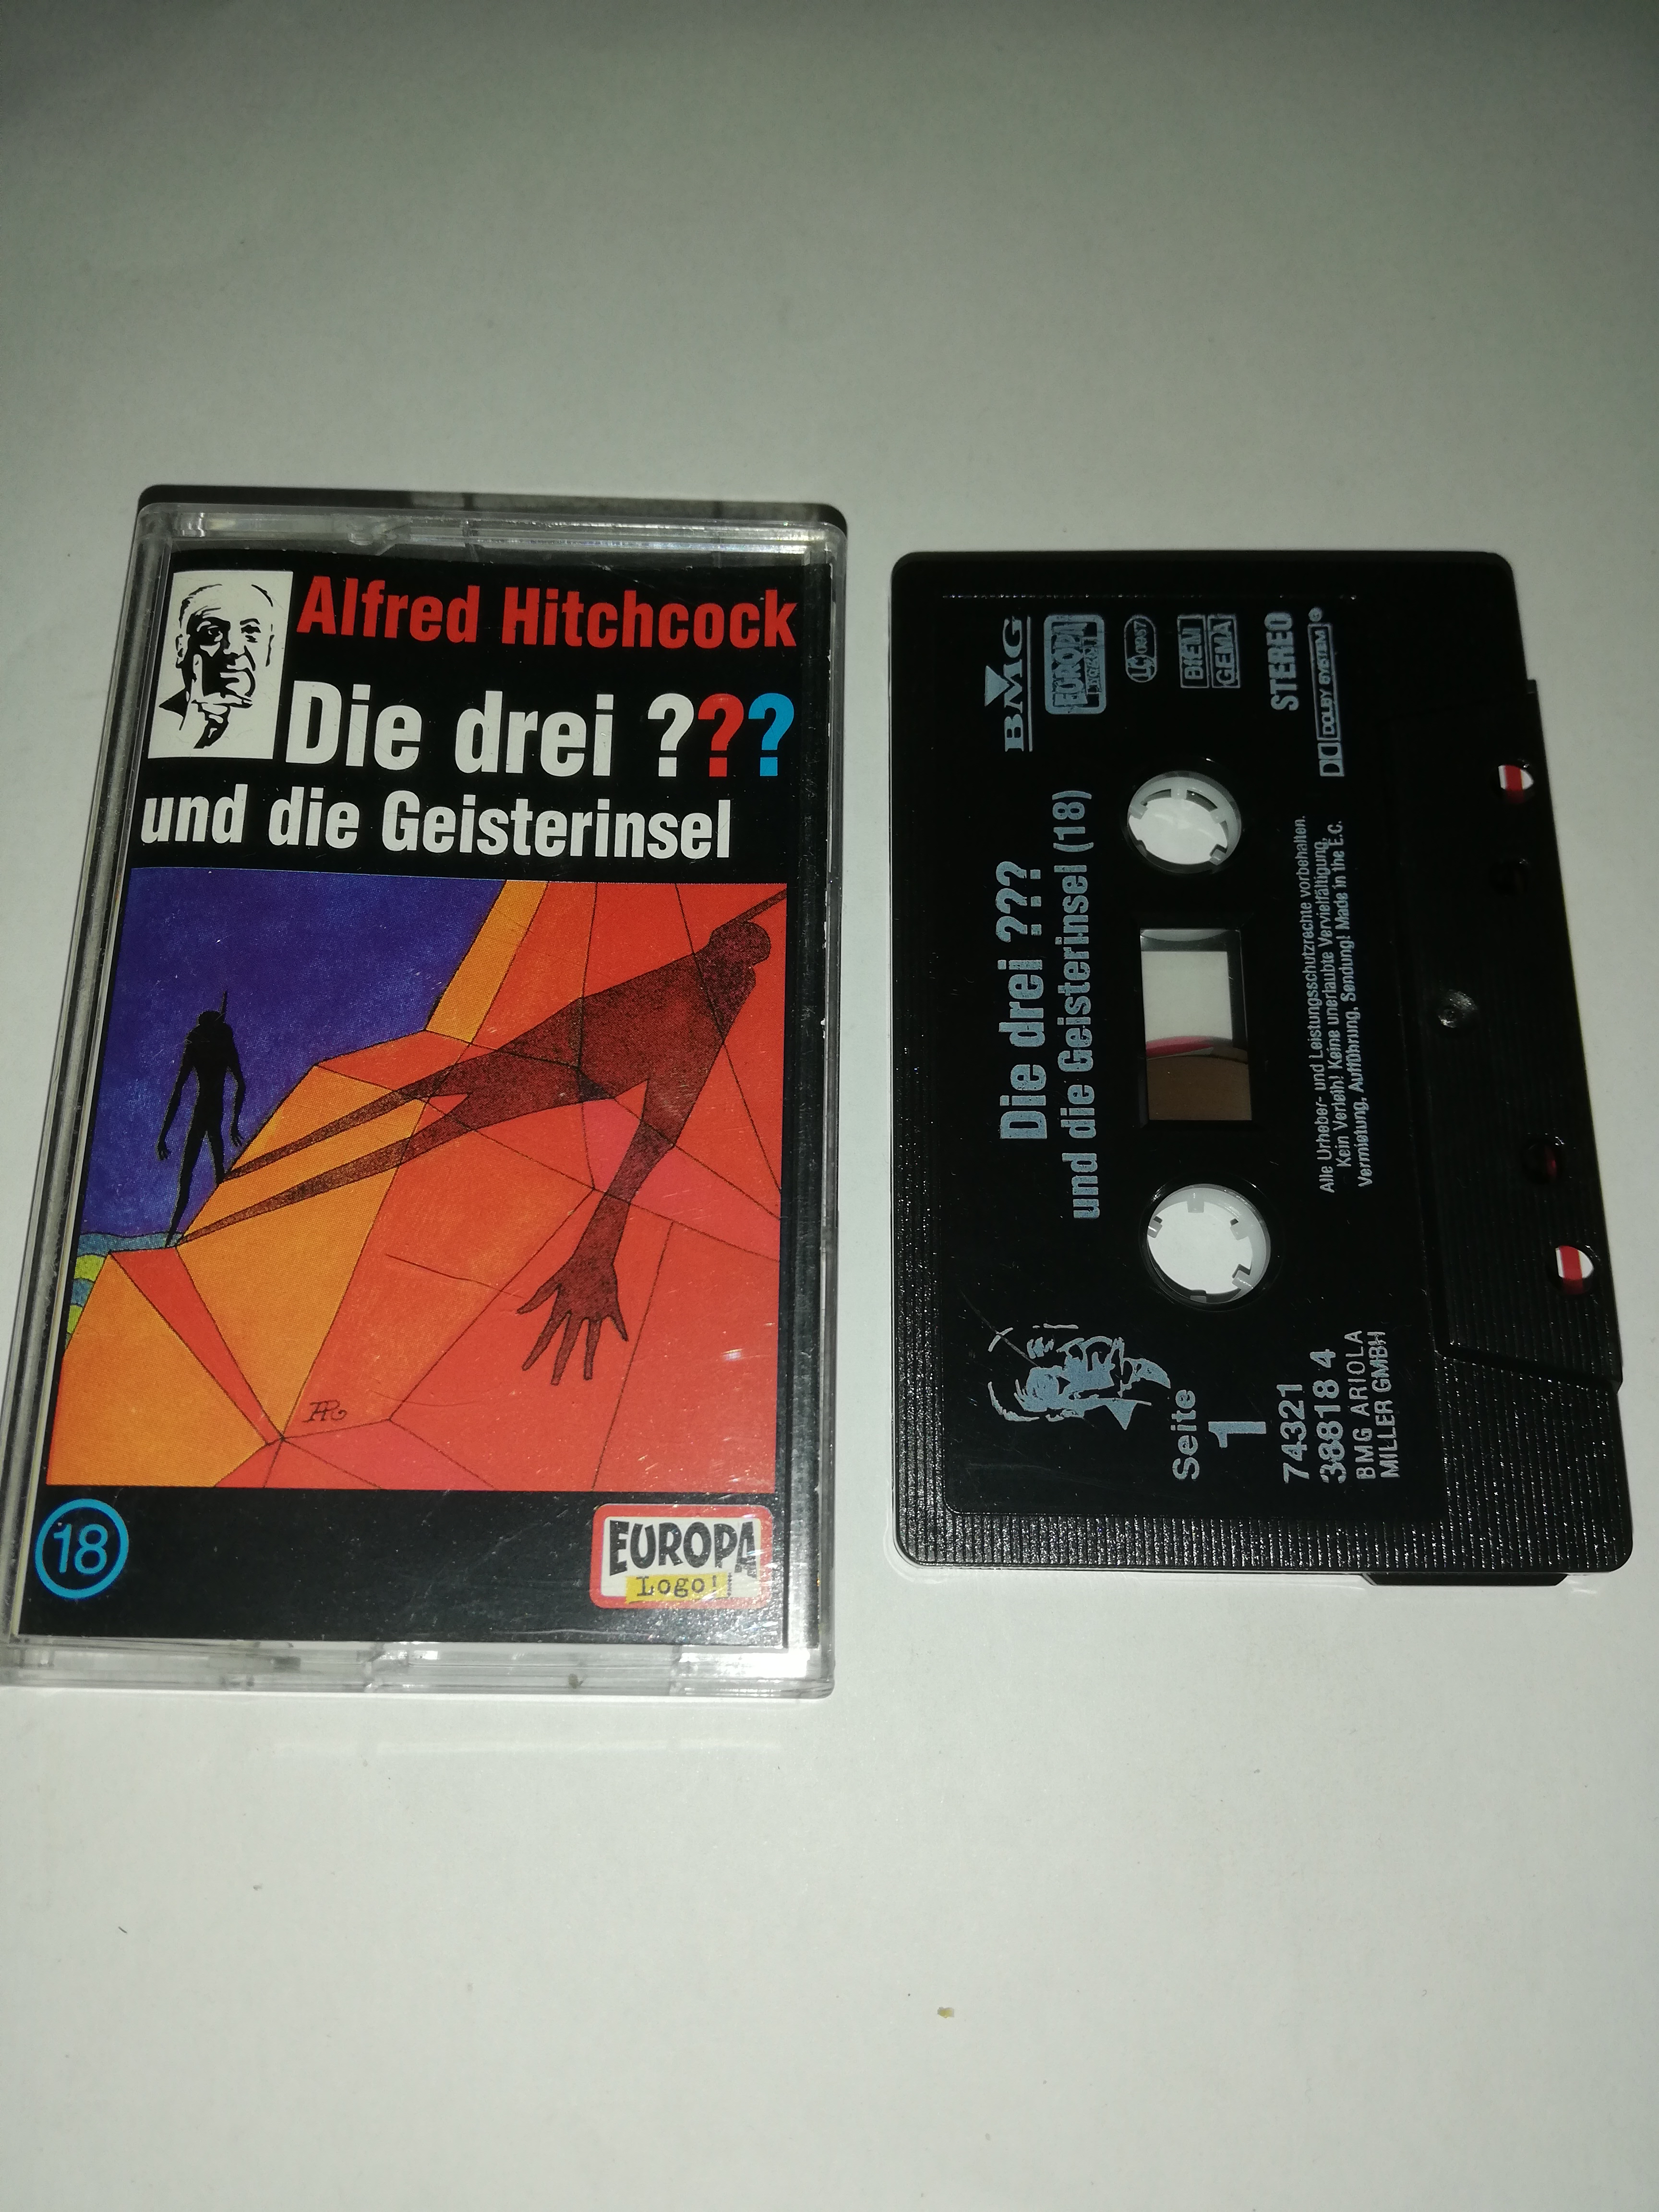 Alfred Hitchcock
Die drei ???
und die Geisterinsel
18
EUROPA
Logo!
BMG
EUROPA
LC 0067
BIEM
GEMA
STEREO
DOLBY SYSTEM
Die drei ???
und die Geisterinsel (18)
Alle Urheber- und Leistungsschutzrechte vorbehalten.
Kein Verleih! Keine unerlaubte Vervielfältigung,
Vermietung, Aufführung, Sendung! Made in the E.C.
Seite
1
74321
38818 4
BMG ARIOLA
MILLER GMBH